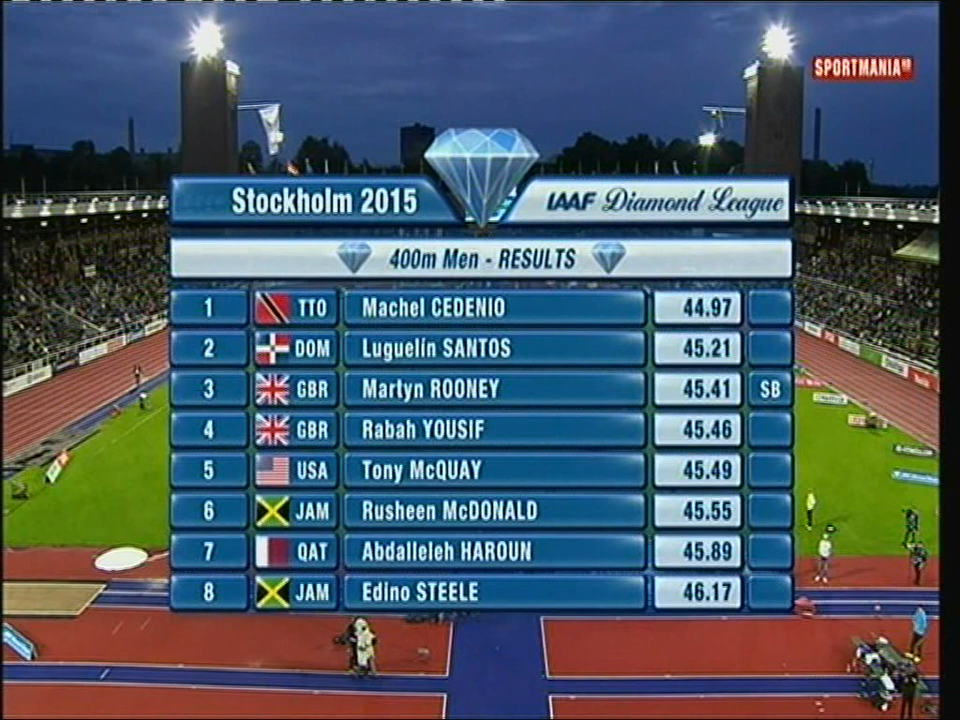 SPORTMANIA
Stockholm 2015
IAAF Diamond League
400m Men - RESULTS
1 TTO Machel CEDENIO 44.97
2 DOM Luguelín SANTOS 45.21
3 GBR Martyn ROONEY 45.41 SB
4 GBR Rabah YOUSIF 45.46
5 USA Tony McQUAY 45.49
6 JAM Rusheen McDONALD 45.55
7 QAT Abdalleleh HAROUN 45.89
8 JAM Edino STEELE 46.17